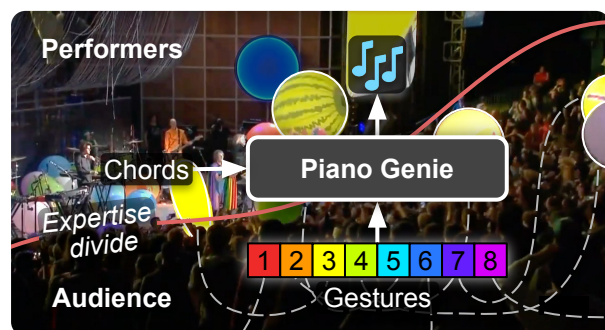 Performers
Chords
Piano Genie
Expertise
divide
1 2 3 4 5 6 7 8
Audience
Gestures